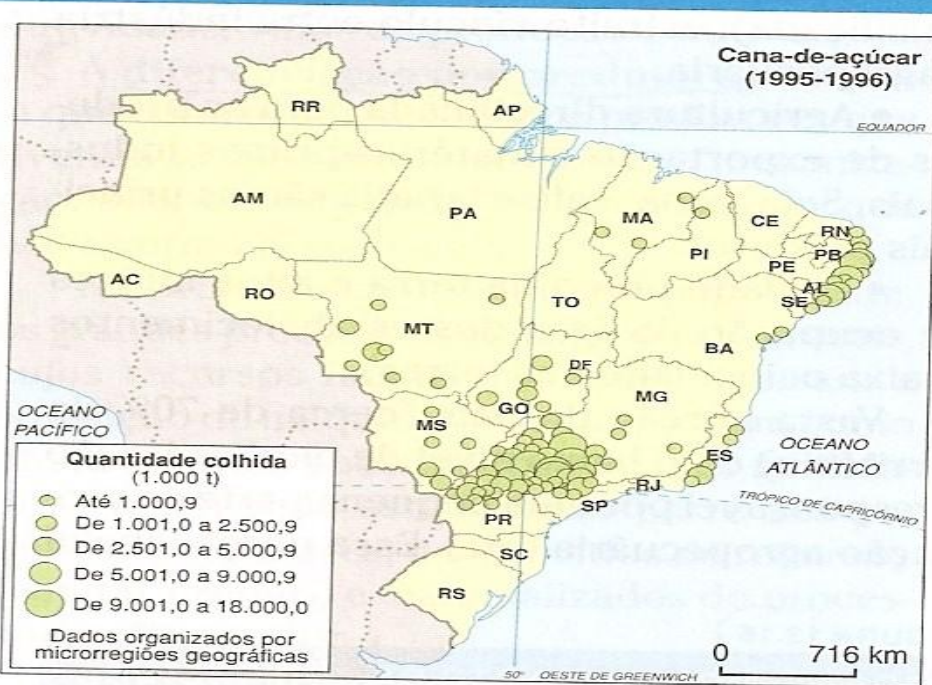 Cana-de-açúcar
(1995-1996)
RR
AP
EQUADOR
AM
PA
MA
CE
RN
PB
PI
PE
AC
AL
SE
RO
TO
MT
BA
DF
GO
MG
OCEANO
PACÍFICO
MS
ES
OCEANO
ATLÂNTICO
RJ
SP
TRÓPICO DE CAPRICÓRNIO
PR
SC
RS
Quantidade colhida
(1.000 t)
Até 1.000,9
De 1.001,0 a 2.500,9
De 2.501,0 a 5.000,9
De 5.001,0 a 9.000,9
De 9.001,0 a 18.000,0
Dados organizados por
microrregiões geográficas
50° OESTE DE GREENWICH
0 716 km